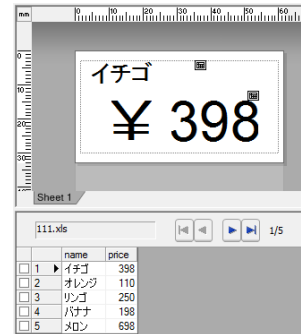 mm 0 10 20 30 40 50 60
0
10
20
30
イチゴ
¥ 398
Sheet 1
111.xls 1/5
name price
1 イチゴ 398
2 オレンジ 110
3 リンゴ 250
4 バナナ 198
5 メロン 698